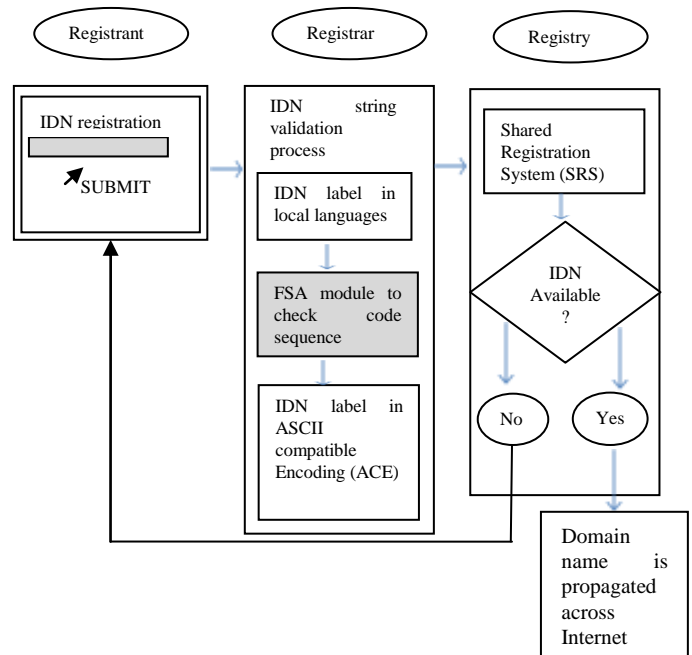 Registrant
Registrar
Registry
IDN registration
SUBMIT
IDN string
validation
process
IDN label in
local languages
FSA module to
check code
sequence
IDN label in
ASCII
compatible
Encoding (ACE)
Shared
Registration
System (SRS)
IDN
Available
?
No
Yes
Domain
name is
propagated
across
Internet